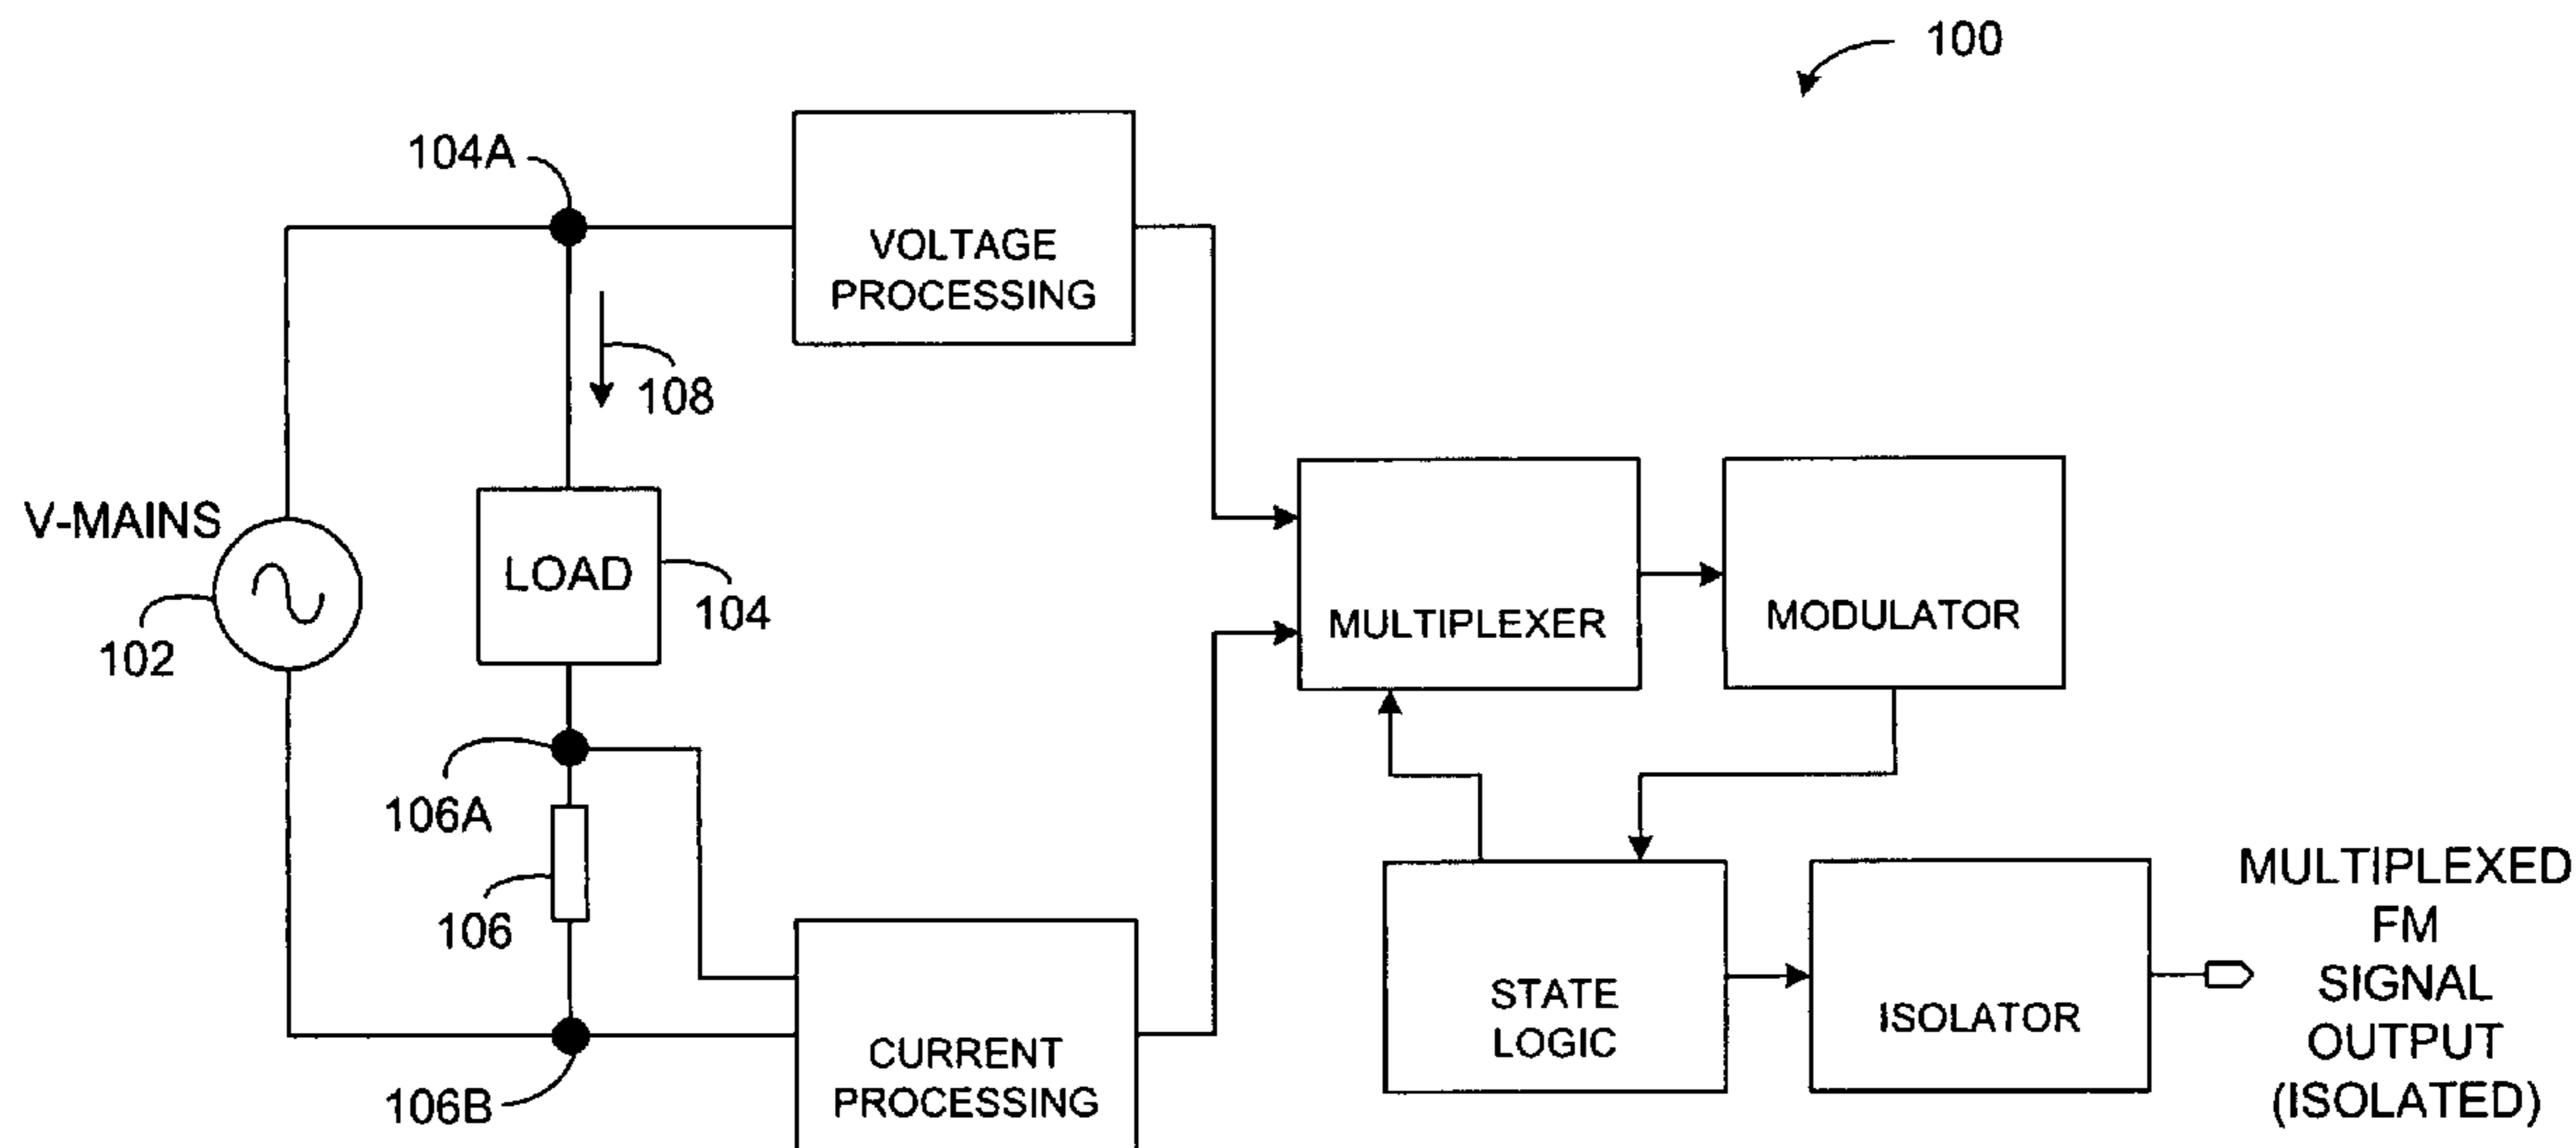 100
104A
VOLTAGE
PROCESSING
108
V-MAINS
LOAD
104
102
MULTIPLEXER
MODULATOR
106A
106
106B
CURRENT
PROCESSING
STATE
LOGIC
ISOLATOR
MULTIPLEXED
FM
SIGNAL
OUTPUT
(ISOLATED)